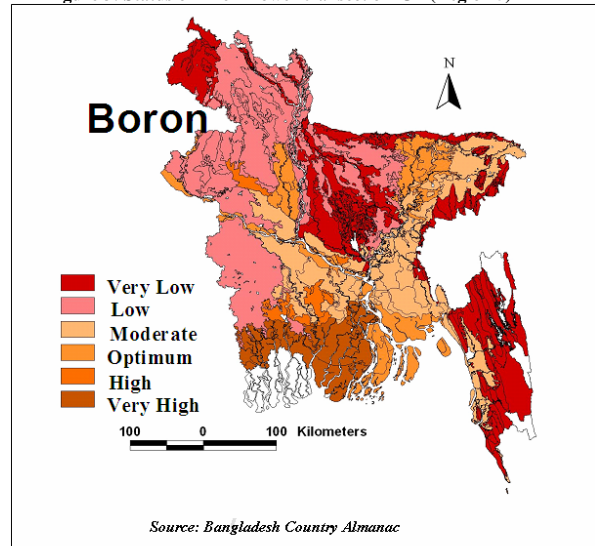 N
Boron
Very Low
Low
Moderate
Optimum
High
Very High
100 0 100 Kilometers
Source: Bangladesh Country Almanac